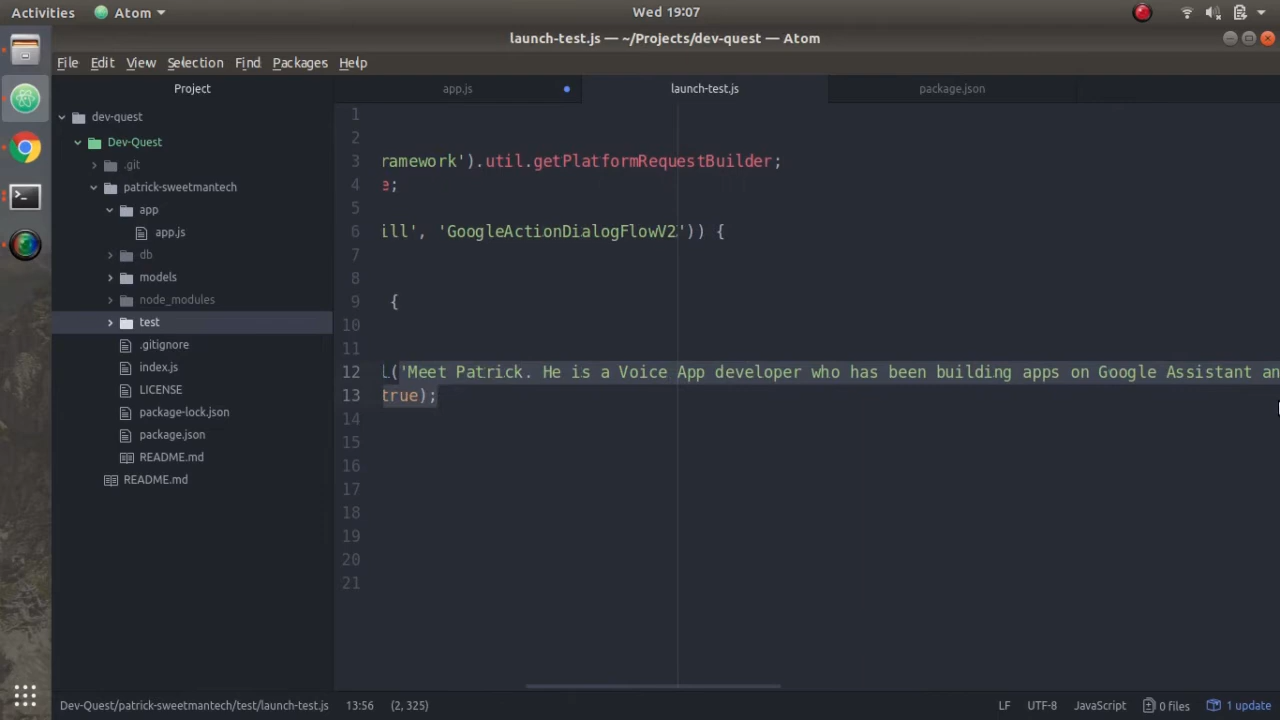 Activities
Atom
Wed 19:07
launch-test.js — ~/Projects/dev-quest — Atom
File Edit View Selection Find Packages Help
Project
app.js
launch-test.js
package.json
dev-quest
Dev-Quest
.git
patrick-sweetmantech
app
app.js
db
models
node_modules
test
.gitignore
index.js
LICENSE
package-lock.json
package.json
README.md
README.md
1
2
3 ramework').util.getPlatformRequestBuilder;
4 e;
5
6 ill', 'GoogleActionDialogFlowV2')) {
7
8
9 {
10
11
12 l('Meet Patrick. He is a Voice App developer who has been building apps on Google Assistant an
13 true);
14
15
16
17
18
19
20
21
Dev-Quest/patrick-sweetmantech/test/launch-test.js 13:56 (2, 325)
LF UTF-8 JavaScript 0 files 1 update